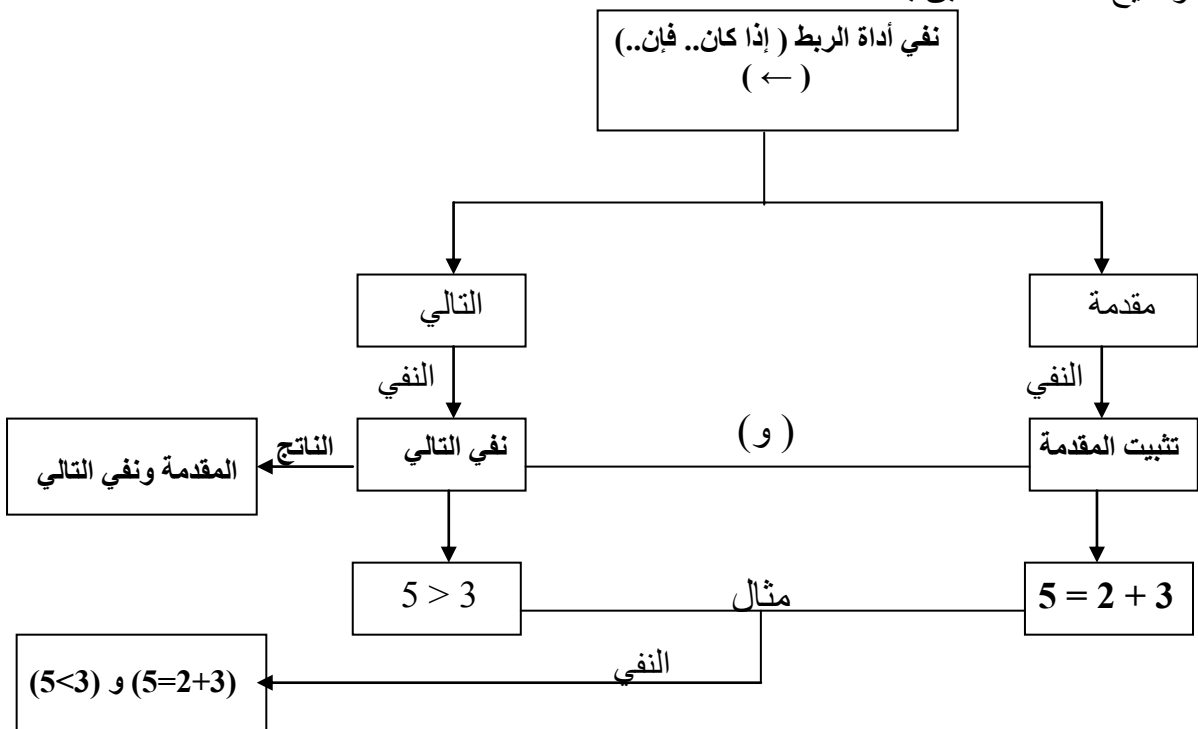 نفي أداة الربط ( إذا كان.. فإن..)
( ← )
مقدمة
التالي
النفي
النفي
تثبيت المقدمة
( و )
نفي التالي
الناتج
المقدمة ونفي التالي
5 = 2 + 3
مثال
5 > 3
النفي
(5=2+3) و (5<3)